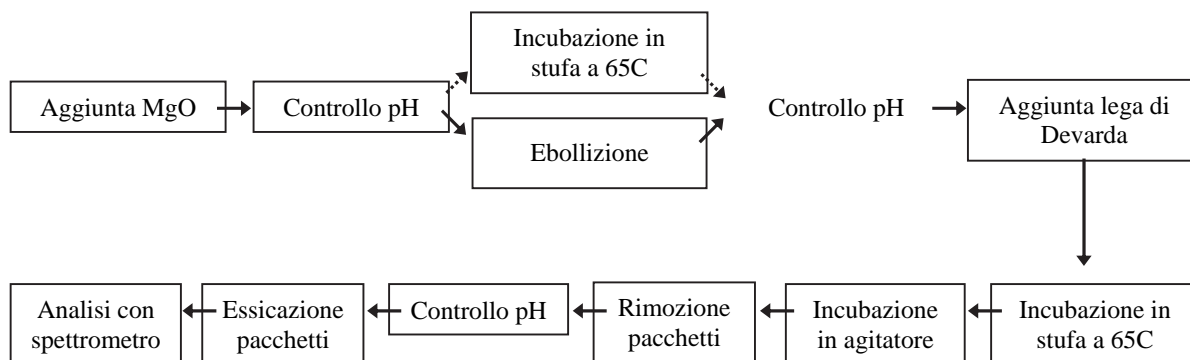 Aggiunta MgO
Controllo pH
Incubazione in
stufa a 65C
Ebollizione
Controllo pH
Aggiunta lega di
Devarda
Incubazione in
stufa a 65C
Incubazione
in agitatore
Rimozione
pacchetti
Controllo pH
Essicazione
pacchetti
Analisi con
spettrometro